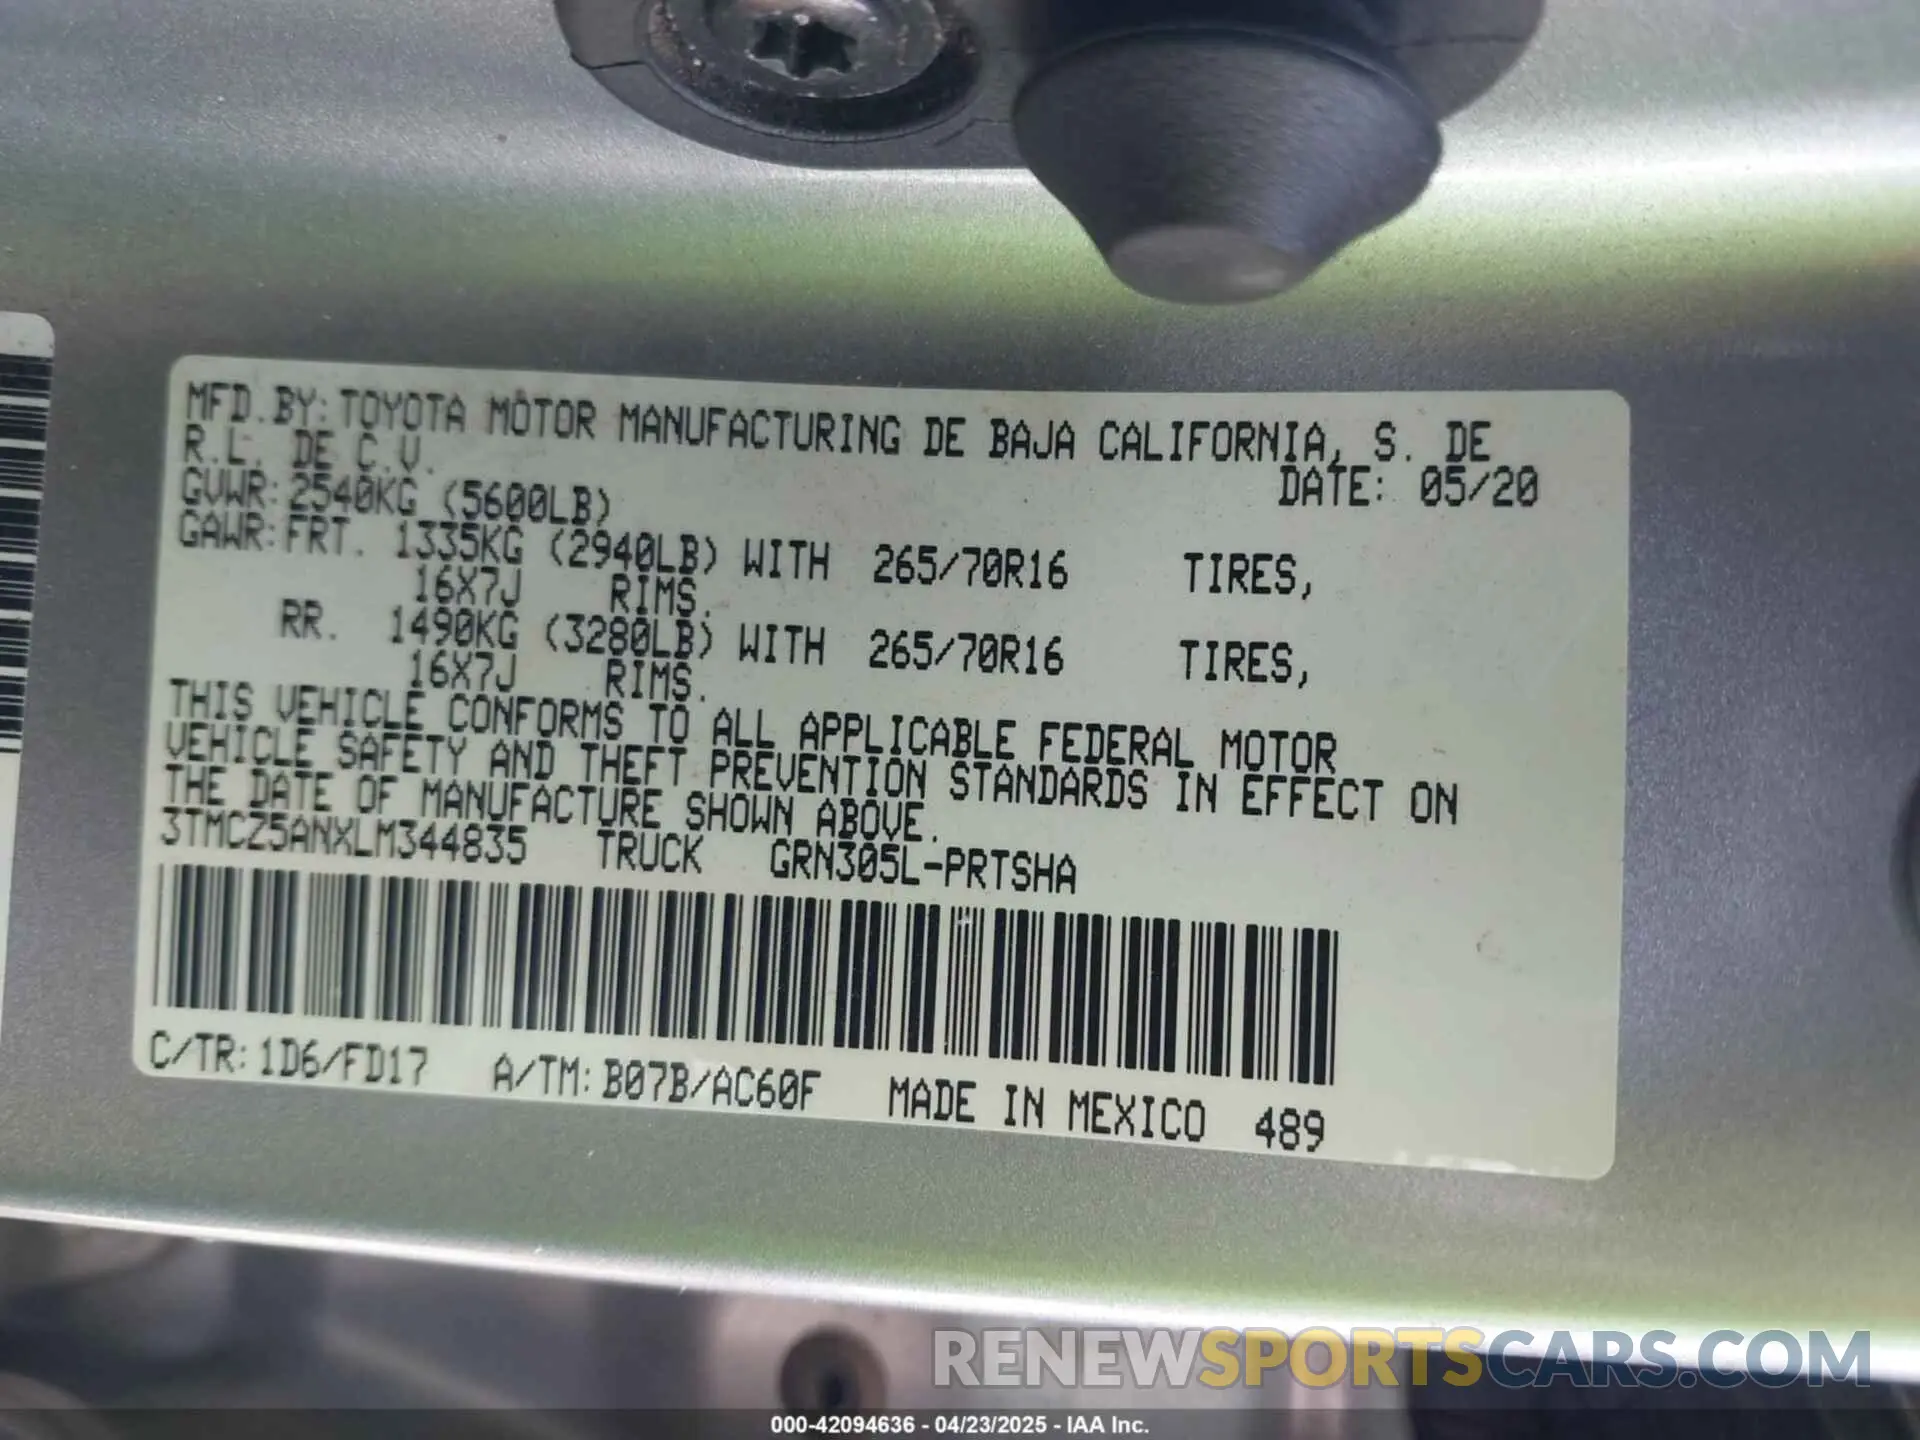 MFD.BY: TOYOTA MOTOR MANUFACTURING DE BAJA CALIFORNIA, S. DE
R.L. DE C.V.
DATE: 05/20
GVWR: 2540KG (5600LB)
GAWR: FRT. 1335KG (2940LB) WITH 265/70R16 TIRES,
16X7J RIMS.
RR. 1490KG (3280LB) WITH 265/70R16 TIRES,
16X7J RIMS.
THIS VEHICLE CONFORMS TO ALL APPLICABLE FEDERAL MOTOR
VEHICLE SAFETY AND THEFT PREVENTION STANDARDS IN EFFECT ON
THE DATE OF MANUFACTURE SHOWN ABOVE.
3TMCZ5ANXLM344835 TRUCK GRN305L-PRTSHA
C/TR: 1D6/FD17 A/TM: B07B/AC60F MADE IN MEXICO 489
RENEWSPORTSCARS.COM
000-42094636 - 04/23/2025 - IAA Inc.